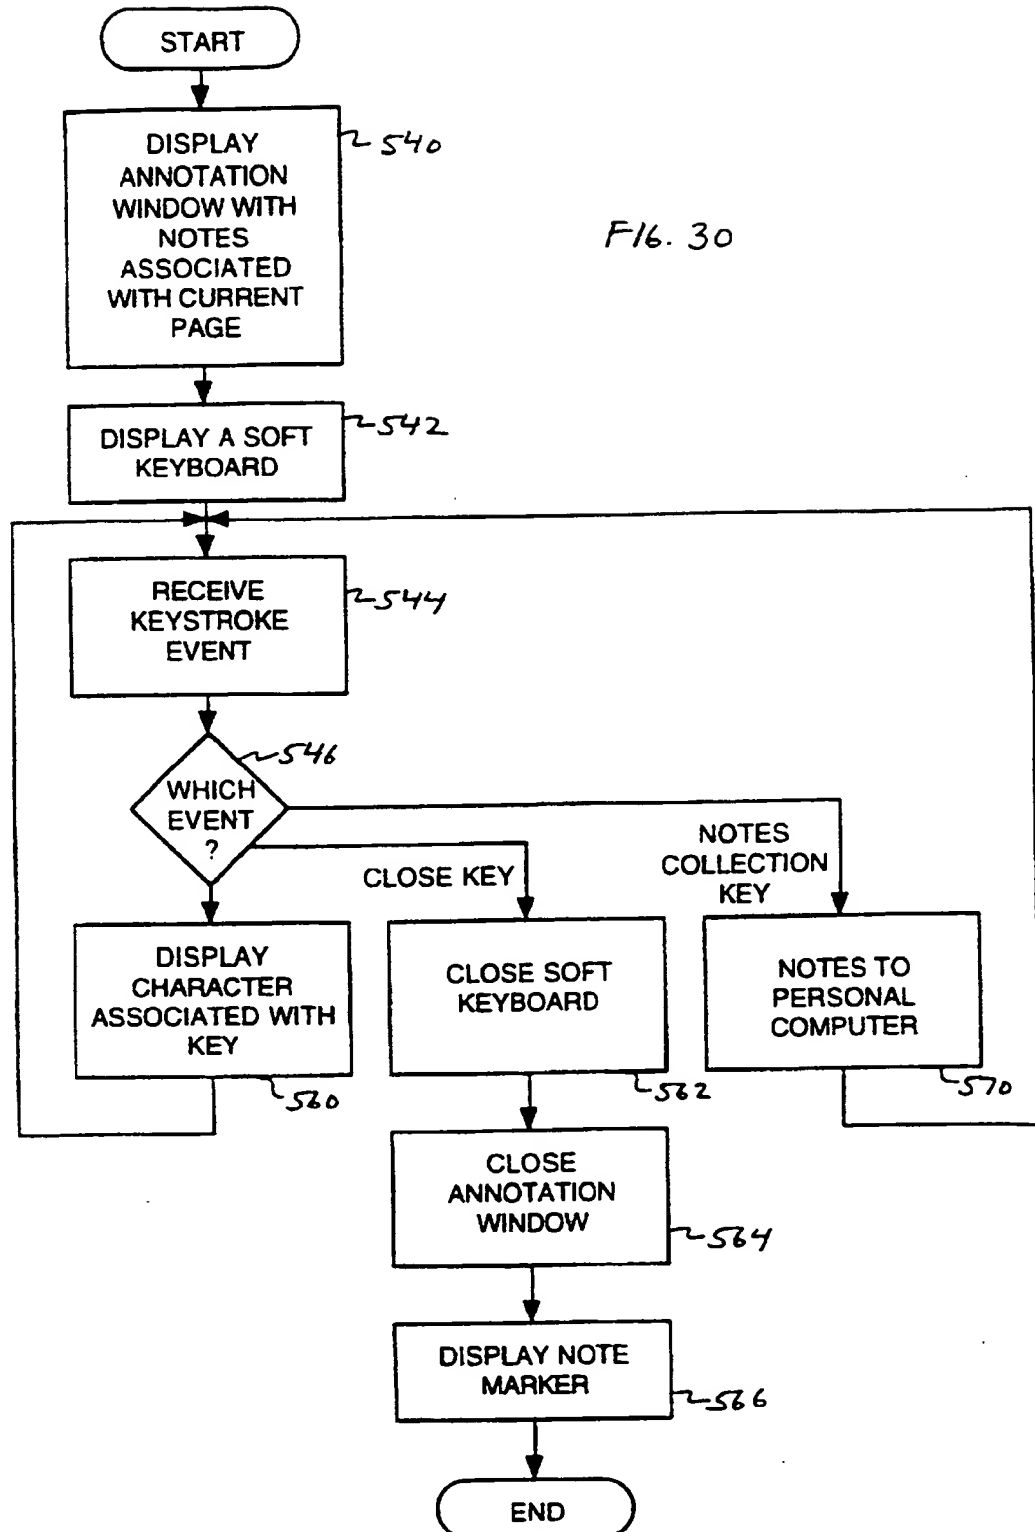 START
DISPLAY
ANNOTATION
WINDOW WITH
NOTES
ASSOCIATED
WITH CURRENT
PAGE
540
FIG. 30
DISPLAY A SOFT
KEYBOARD
542
RECEIVE
KEYSTROKE
EVENT
544
WHICH
EVENT
?
546
CLOSE KEY
NOTES
COLLECTION
KEY
DISPLAY
CHARACTER
ASSOCIATED WITH
KEY
560
CLOSE SOFT
KEYBOARD
562
NOTES TO
PERSONAL
COMPUTER
570
CLOSE
ANNOTATION
WINDOW
564
DISPLAY NOTE
MARKER
566
END